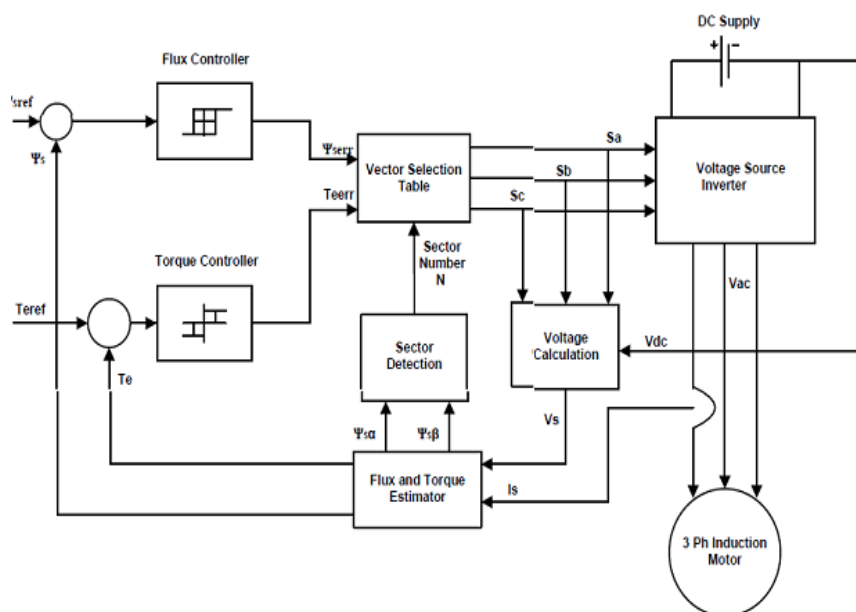 DC Supply
+ −
Flux Controller
Ψsref
Ψs
Ψserr
Teerr
Vector Selection
Table
Sa
Sb
Sc
Voltage Source
Inverter
Sector
Number
N
Torque Controller
Teref
Te
Sector
Detection
Voltage
Calculation
Vac
Vdc
Vs
Ψsα
Ψsβ
Flux and Torque
Estimator
Is
3 Ph Induction
Motor